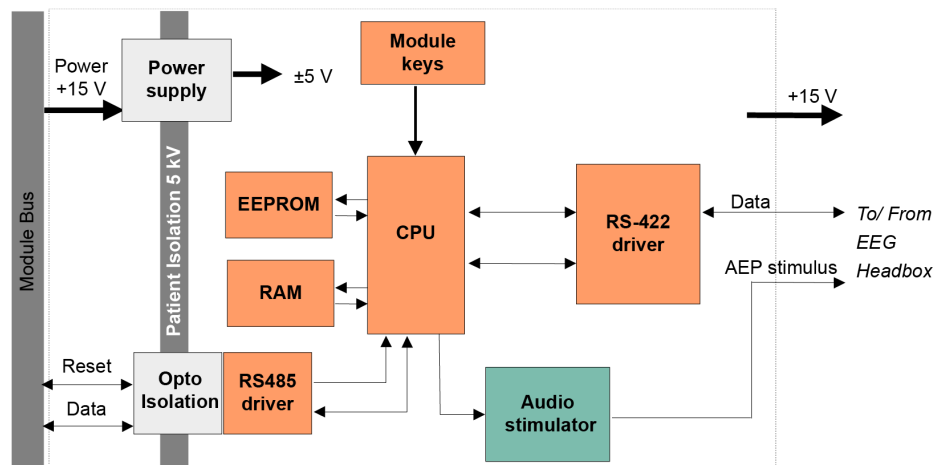 Module Bus
Power
+15 V
Power
supply
±5 V
Module
keys
+15 V
Patient Isolation 5 kV
EEPROM
CPU
RS-422
driver
Data
To/ From
EEG
Headbox
RAM
AEP stimulus
Reset
Data
Opto
Isolation
RS485
driver
Audio
stimulator